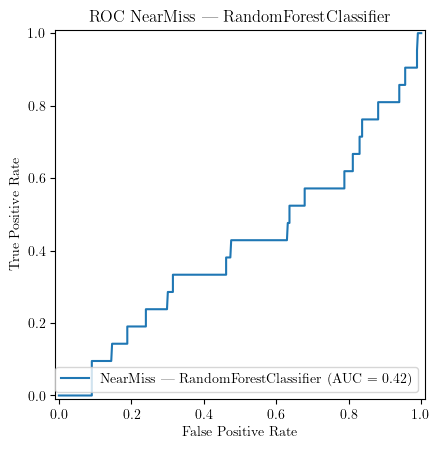 ROC NearMiss — RandomForestClassifier
True Positive Rate
1.0
0.8
0.6
0.4
0.2
0.0
NearMiss — RandomForestClassifier (AUC = 0.42)
0.0 0.2 0.4 0.6 0.8 1.0
False Positive Rate